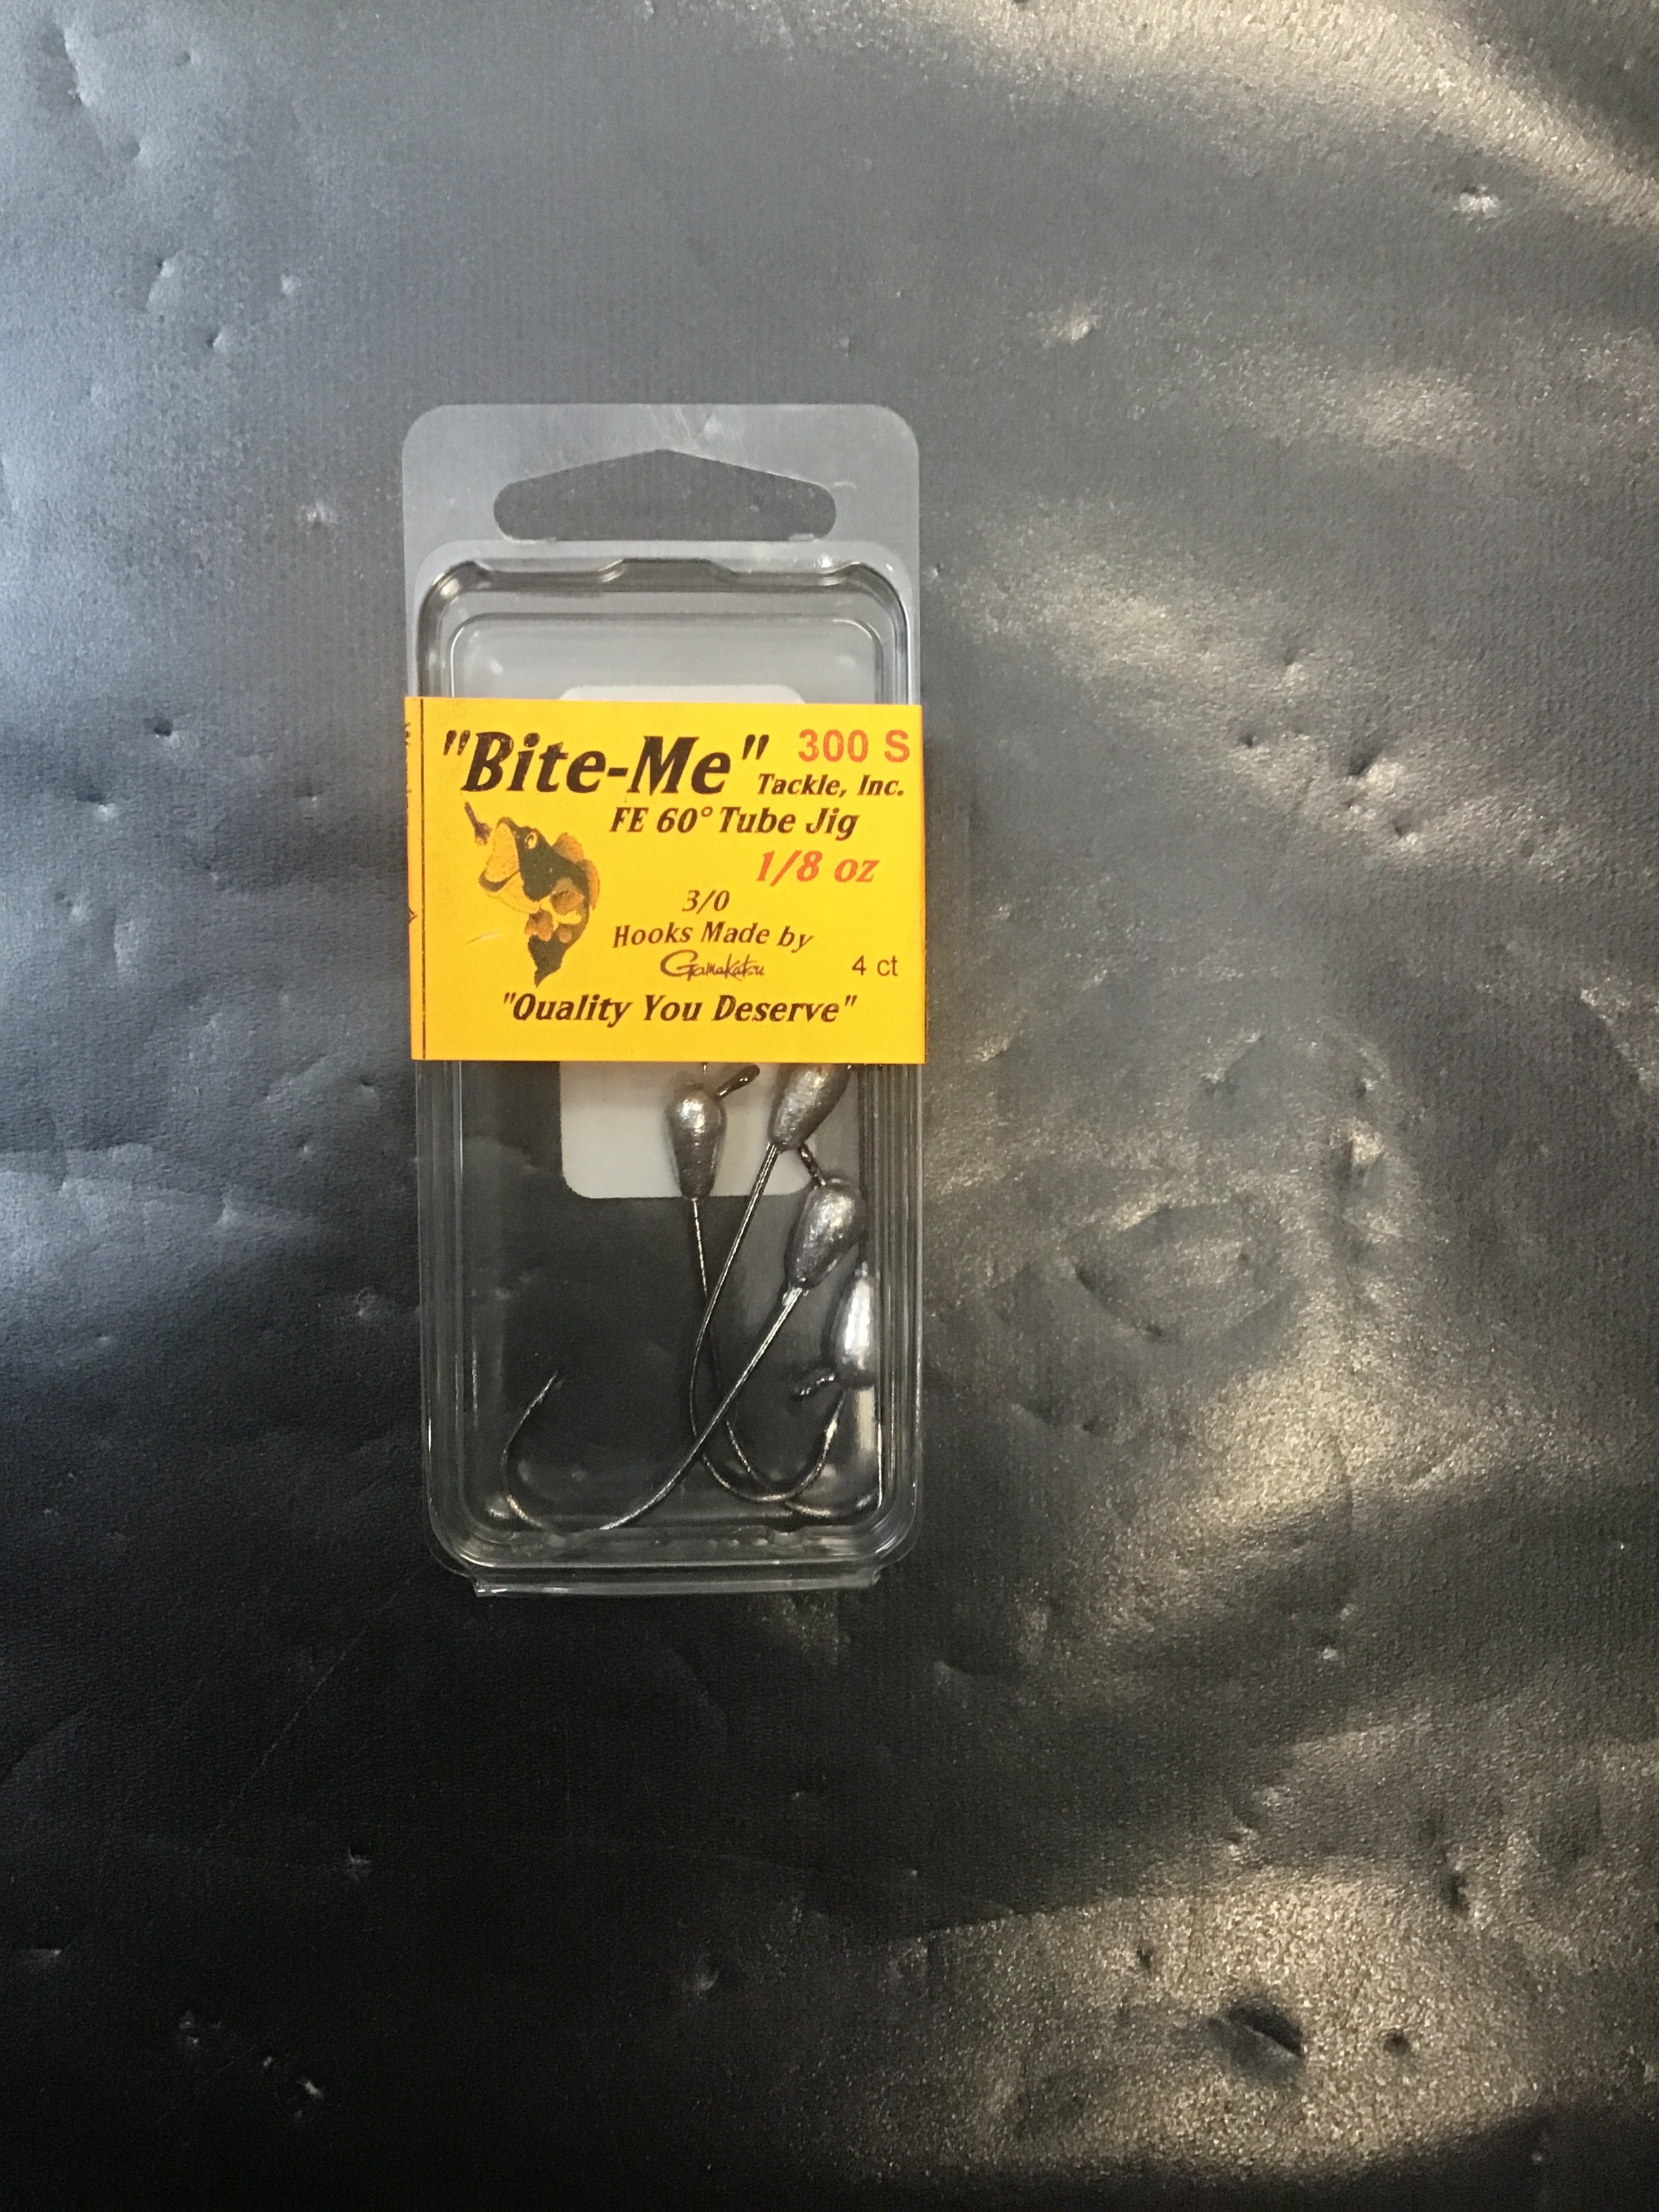 "Bite-Me" 300 S
Tackle, Inc.
FE 60° Tube Jig
1/8 oz
3/0
Hooks Made by
Gamakatsu 4 ct
"Quality You Deserve"